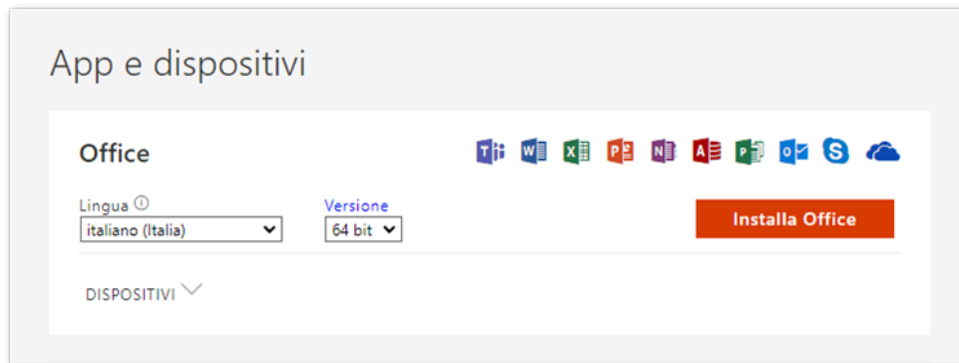 App e dispositivi
Office
Lingua
Versione
italiano (Italia)
64 bit
Installa Office
DISPOSITIVI